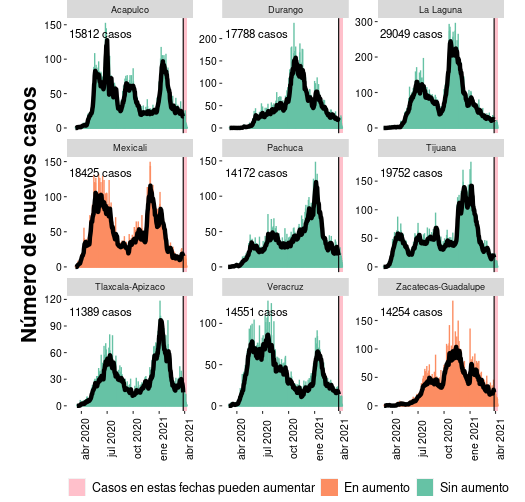 Acapulco
Durango
La Laguna
150
100
50
0
15812 casos
200
150
100
50
0
17788 casos
300
200
100
0
29049 casos
Número de nuevos casos
Mexicali
Pachuca
Tijuana
150
100
50
0
18425 casos
150
100
50
0
14172 casos
150
100
50
0
19752 casos
Tlaxcala-Apizaco
Veracruz
Zacatecas-Guadalupe
120
90
60
30
0
11389 casos
100
50
0
14551 casos
150
100
50
0
14254 casos
abr 2020
jul 2020
oct 2020
ene 2021
abr 2021
abr 2020
jul 2020
oct 2020
ene 2021
abr 2021
abr 2020
jul 2020
oct 2020
ene 2021
abr 2021
Casos en estas fechas pueden aumentar
En aumento
Sin aumento